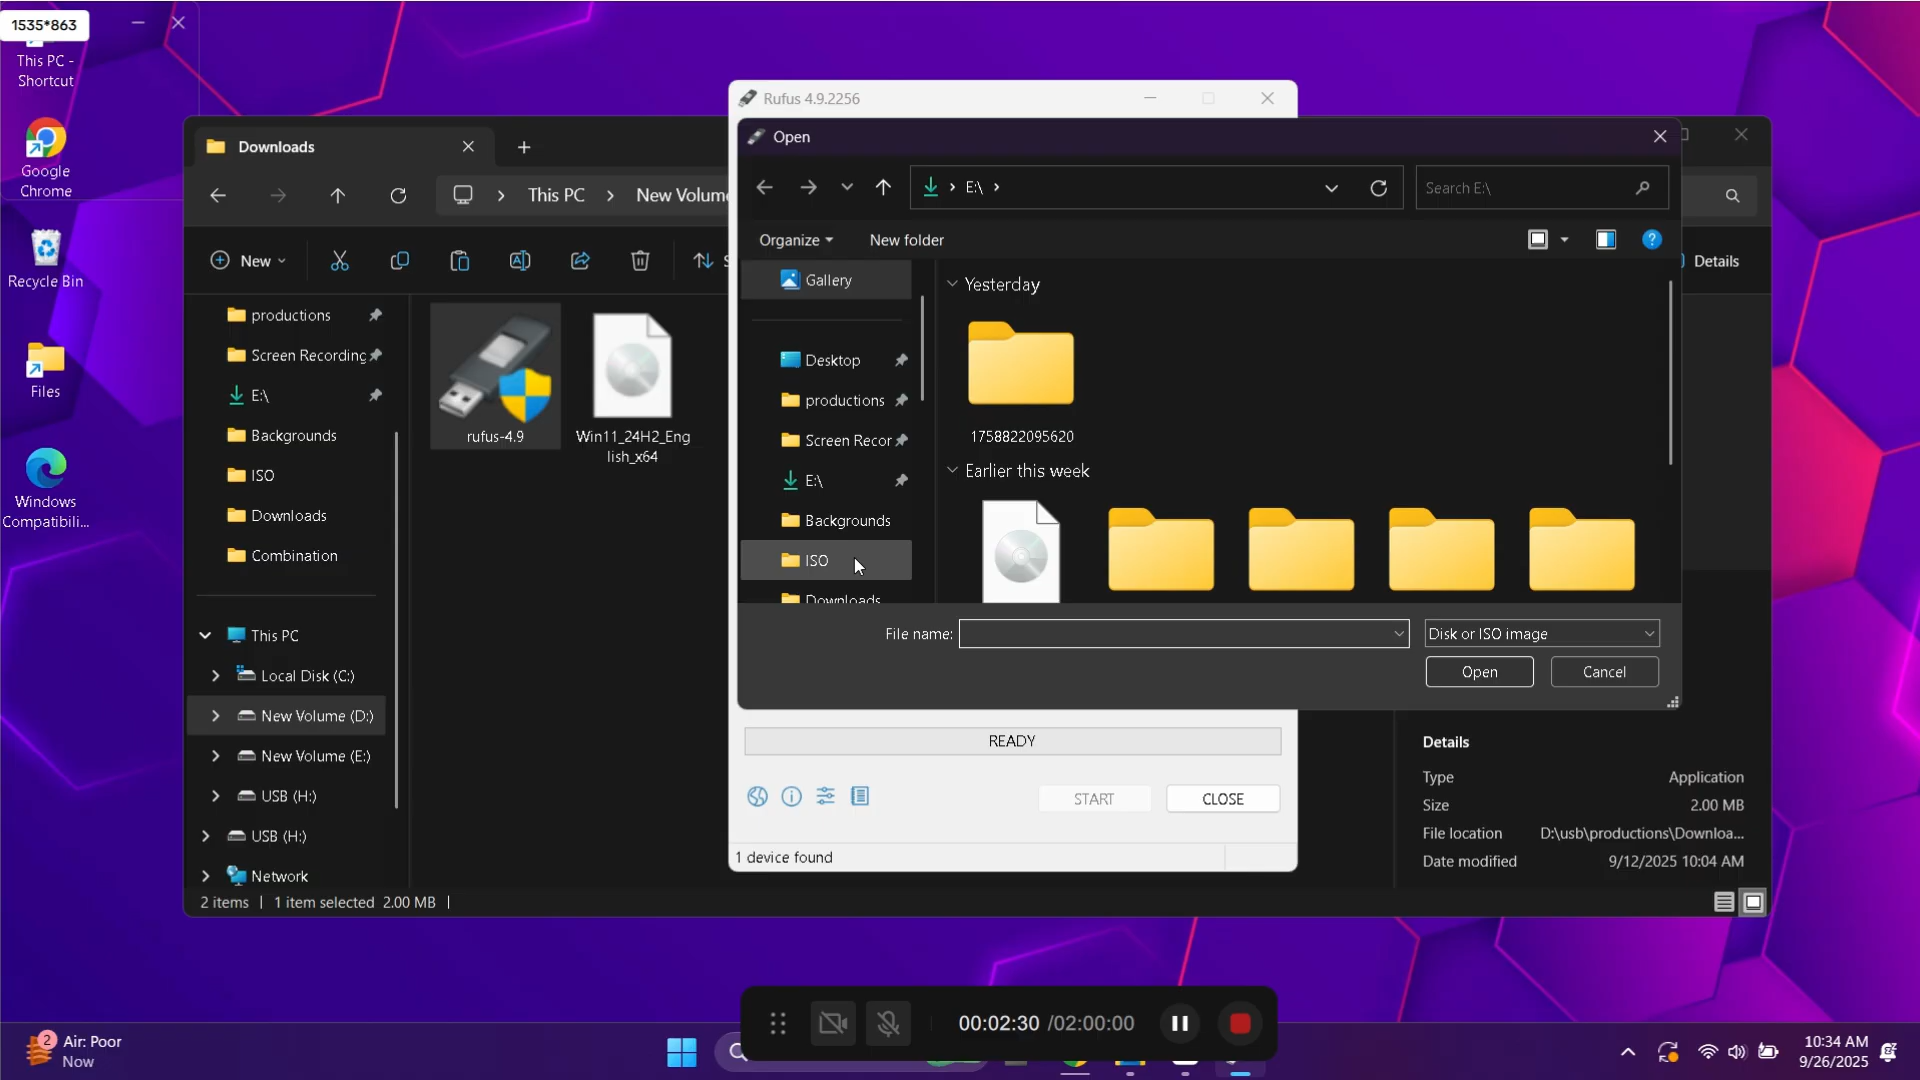 1535*863
This PC -
Shortcut
Google
Chrome
Recycle Bin
Files
Windows
Compatibili...
Downloads
This PC
New Volume
New
productions
Screen Recording
E:\
Backgrounds
ISO
Downloads
Combination
This PC
Local Disk (C:)
New Volume (D:)
New Volume (E:)
USB (H:)
USB (H:)
Network
rufus-4.9
Win11_24H2_Eng
lish_x64
2 items
1 item selected 2.00 MB
Rufus 4.9.2256
Open
E:\
Search E:\
Organize
New folder
Gallery
Desktop
productions
Screen Recor
E:\
Backgrounds
ISO
Downloads
Yesterday
1758822095620
Earlier this week
File name:
Disk or ISO image
Open
Cancel
READY
START
CLOSE
1 device found
Details
Details
Type
Application
Size
2.00 MB
File location
D:\usb\productions\Downloa...
Date modified
9/12/2025 10:04 AM
00:02:30 /02:00:00
2
Air: Poor
Now
10:34 AM
9/26/2025